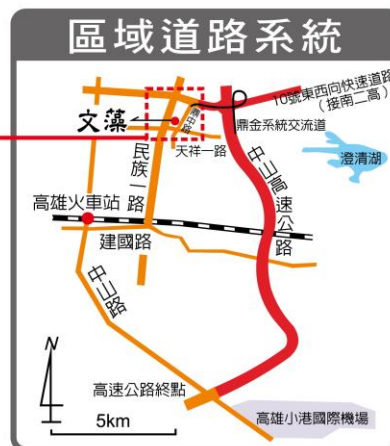 區域道路系統
10號東西向快速道路
(接南二高)
文藻
鼎金系統交流道
天祥一路
民族一路
中山高速公路
澄清湖
高雄火車站
建國路
中山路
N
高速公路終點
5km
高雄小港國際機場